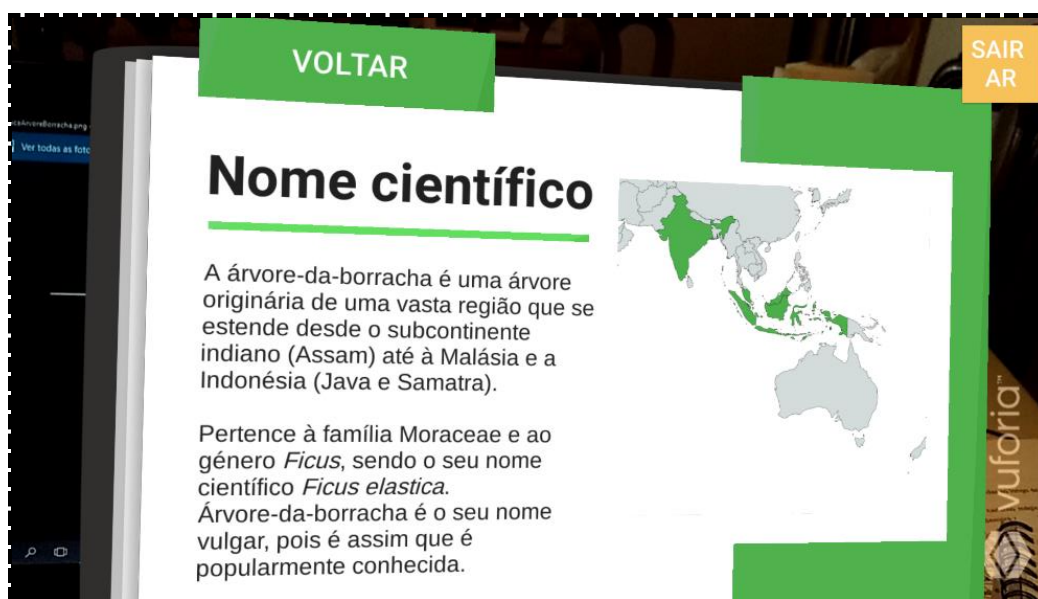 VOLTAR
SAIR
AR
Ver todas as foto
Nome científico
A árvore-da-borracha é uma árvore
originária de uma vasta região que se
estende desde o subcontinente
indiano (Assam) até à Malásia e a
Indonésia (Java e Samatra).
Pertence à família Moraceae e ao
género Ficus, sendo o seu nome
científico Ficus elastica.
Árvore-da-borracha é o seu nome
vulgar, pois é assim que é
popularmente conhecida.
vuforia™